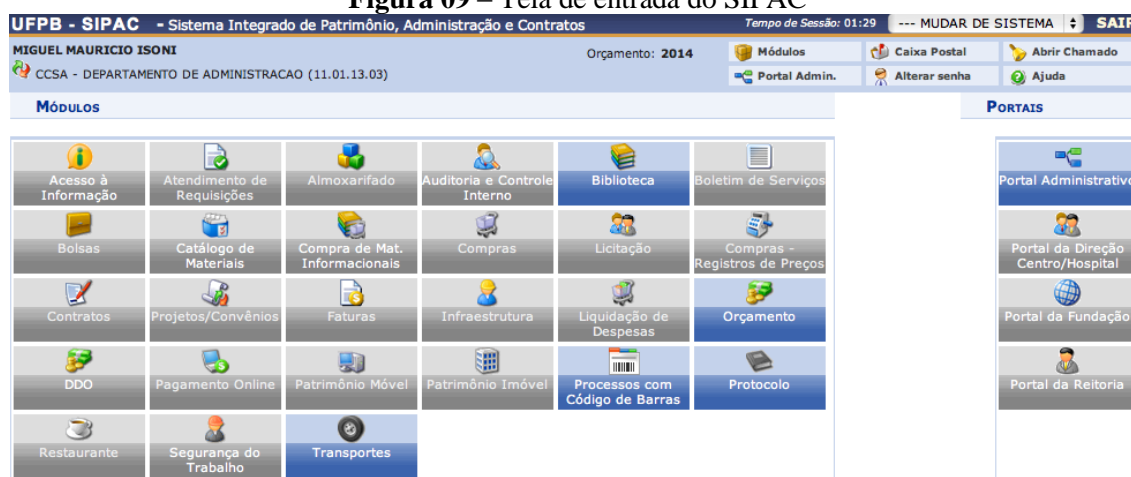 Figura 09 – Tela de entrada do SIPAC
UFPB - SIPAC - Sistema Integrado de Patrimônio, Administração e Contratos
Tempo de Sessão: 01:29
--- MUDAR DE SISTEMA
SAIR
MIGUEL MAURICIO ISONI
Orçamento: 2014
Módulos
Caixa Postal
Abrir Chamado
CCSA - DEPARTAMENTO DE ADMINISTRACAO (11.01.13.03)
Portal Admin.
Alterar senha
Ajuda
MÓDULOS
PORTAIS
Acesso à
Informação
Atendimento de
Requisições
Almoxarifado
Auditoria e Controle
Interno
Biblioteca
Boletim de Serviços
Portal Administrativo
Bolsas
Catálogo de
Materiais
Compra de Mat.
Informacionais
Compras
Licitação
Compras -
Registros de Preços
Portal da Direção
Centro/Hospital
Contratos
Projetos/Convênios
Faturas
Infraestrutura
Liquidação de
Despesas
Orçamento
Portal da Fundação
DDO
Pagamento Online
Patrimônio Móvel
Patrimônio Imóvel
Processos com
Código de Barras
Protocolo
Portal da Reitoria
Restaurante
Segurança do
Trabalho
Transportes